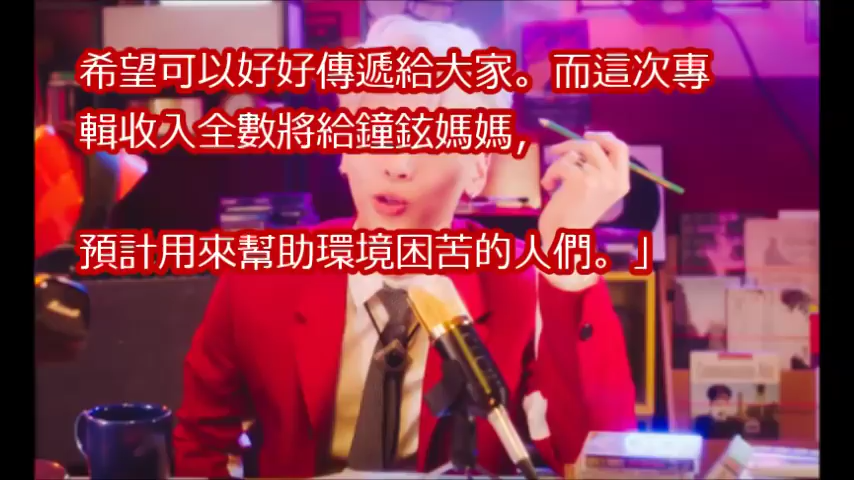 希望可以好好傳遞給大家。而這次專
輯收入全數將給鐘鉉媽媽，
預計用來幫助環境困苦的人們。」